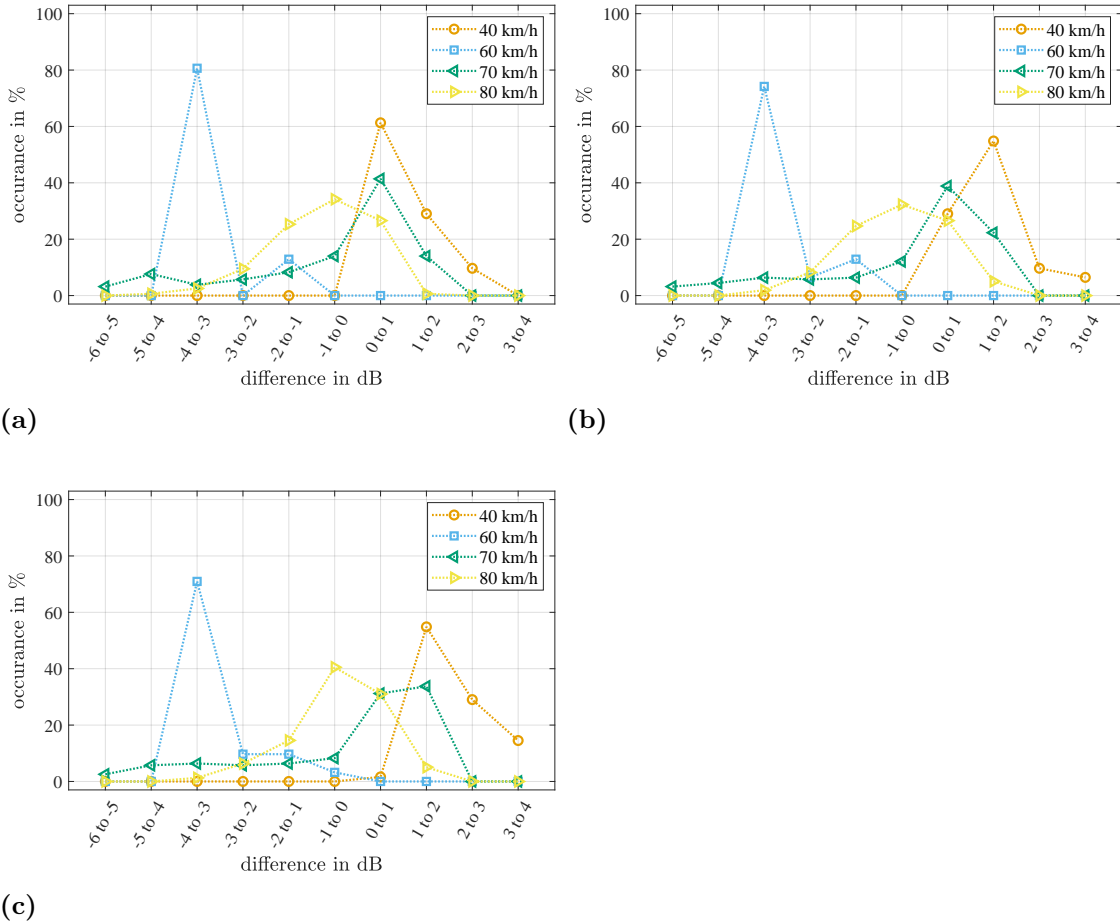 100
80
60
40
20
0
occurance in %
40 km/h
60 km/h
70 km/h
80 km/h
-6 to -5
-5 to -4
-4 to -3
-3 to -2
-2 to -1
-1 to 0
0 to 1
1 to 2
2 to 3
3 to 4
difference in dB
(a)
100
80
60
40
20
0
occurance in %
40 km/h
60 km/h
70 km/h
80 km/h
-6 to -5
-5 to -4
-4 to -3
-3 to -2
-2 to -1
-1 to 0
0 to 1
1 to 2
2 to 3
3 to 4
difference in dB
(b)
100
80
60
40
20
0
occurance in %
40 km/h
60 km/h
70 km/h
80 km/h
-6 to -5
-5 to -4
-4 to -3
-3 to -2
-2 to -1
-1 to 0
0 to 1
1 to 2
2 to 3
3 to 4
difference in dB
(c)